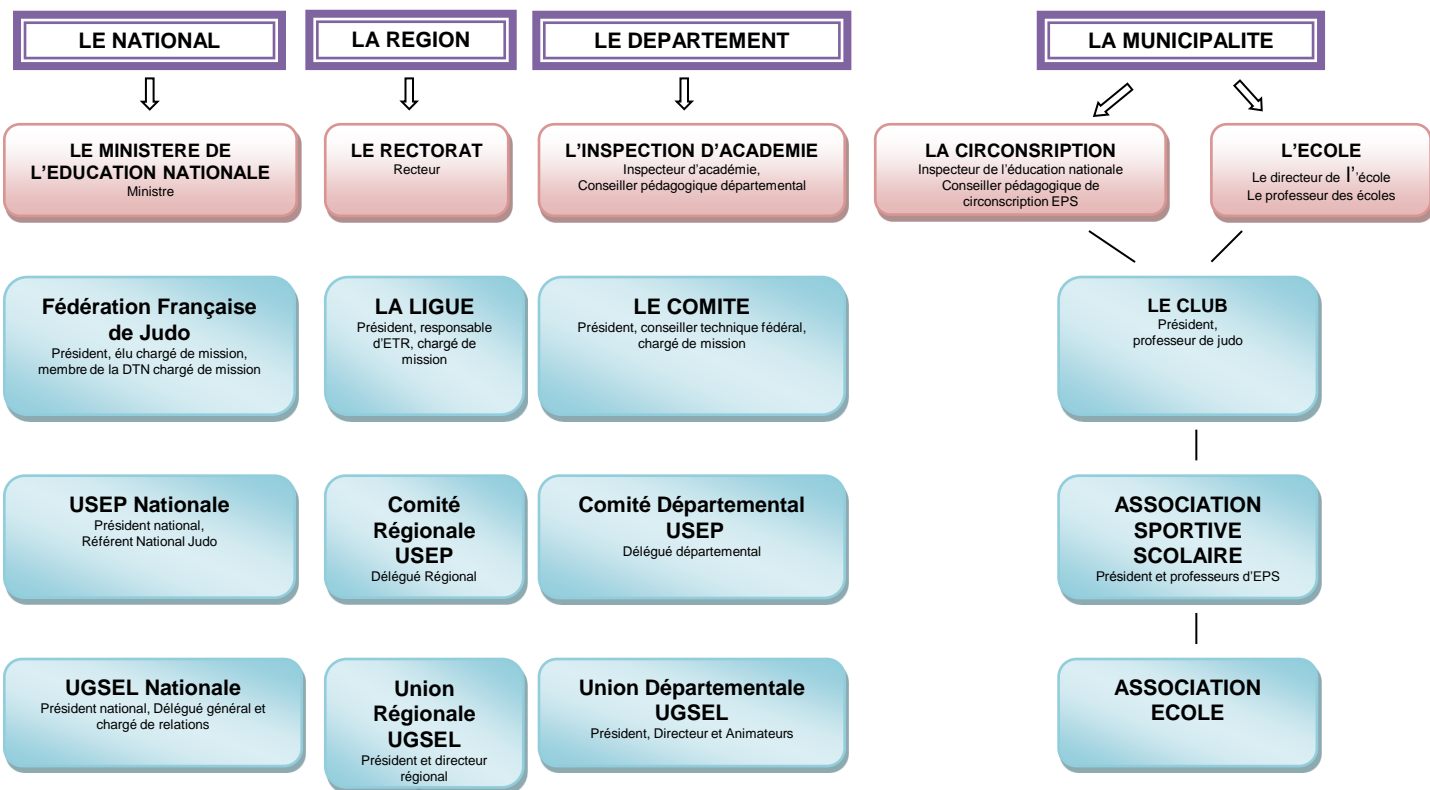 LE NATIONAL
LA REGION
LE DEPARTEMENT
LA MUNICIPALITE
LE MINISTERE DE
L'EDUCATION NATIONALE
Ministre
LE RECTORAT
Recteur
L'INSPECTION D'ACADEMIE
Inspecteur d'académie,
Conseiller pédagogique départemental
LA CIRCONSRIPTION
Inspecteur de l'éducation nationale
Conseiller pédagogique de
circonscription EPS
L'ECOLE
Le directeur de l''école
Le professeur des écoles
Fédération Française
de Judo
Président, élu chargé de mission,
membre de la DTN chargé de mission
LA LIGUE
Président, responsable
d'ETR, chargé de
mission
LE COMITE
Président, conseiller technique fédéral,
chargé de mission
LE CLUB
Président,
professeur de judo
USEP Nationale
Président national,
Référent National Judo
Comité
Régionale
USEP
Délégué Régional
Comité Départemental
USEP
Délégué départemental
ASSOCIATION
SPORTIVE
SCOLAIRE
Président et professeurs d'EPS
UGSEL Nationale
Président national, Délégué général et
chargé de relations
Union
Régionale
UGSEL
Président et directeur
régional
Union Départementale
UGSEL
Président, Directeur et Animateurs
ASSOCIATION
ECOLE